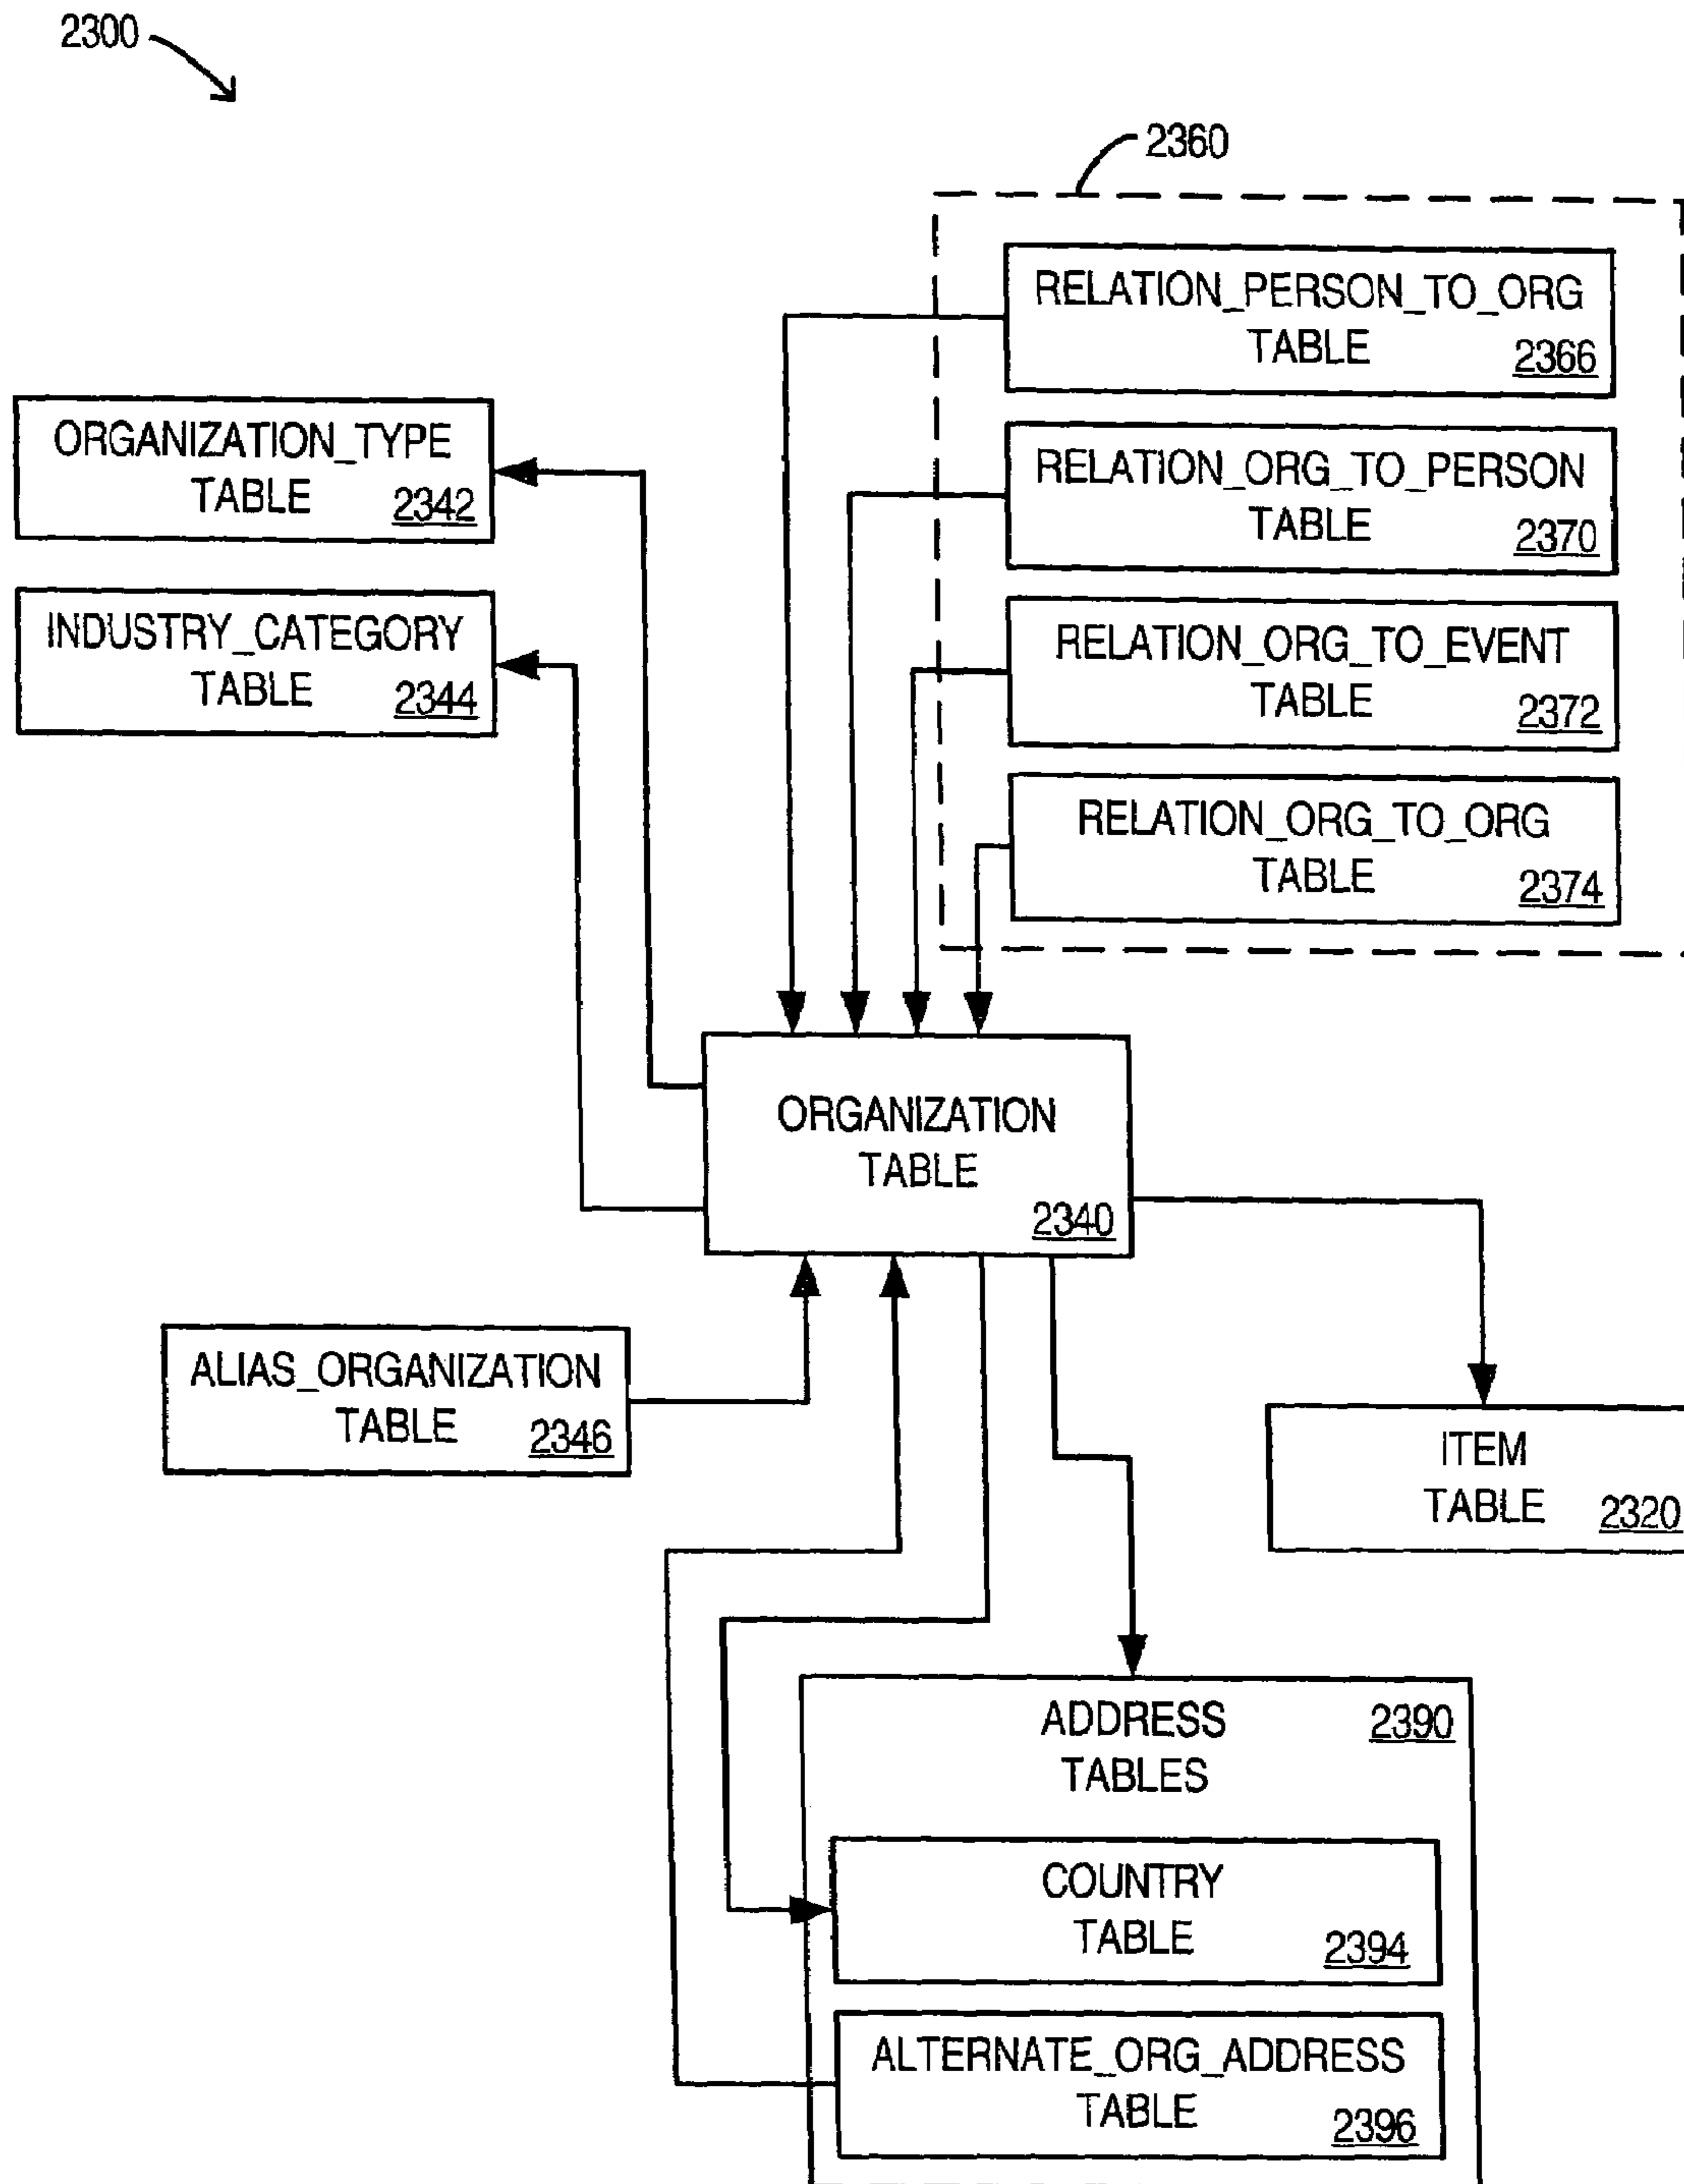 2300
2360
RELATION_PERSON_TO_ORG
TABLE 2366
RELATION_ORG_TO_PERSON
TABLE 2370
RELATION_ORG_TO_EVENT
TABLE 2372
RELATION_ORG_TO_ORG
TABLE 2374
ORGANIZATION_TYPE
TABLE 2342
INDUSTRY_CATEGORY
TABLE 2344
ORGANIZATION
TABLE
2340
ALIAS_ORGANIZATION
TABLE 2346
ITEM
TABLE 2320
ADDRESS 2390
TABLES
COUNTRY
TABLE 2394
ALTERNATE_ORG_ADDRESS
TABLE 2396